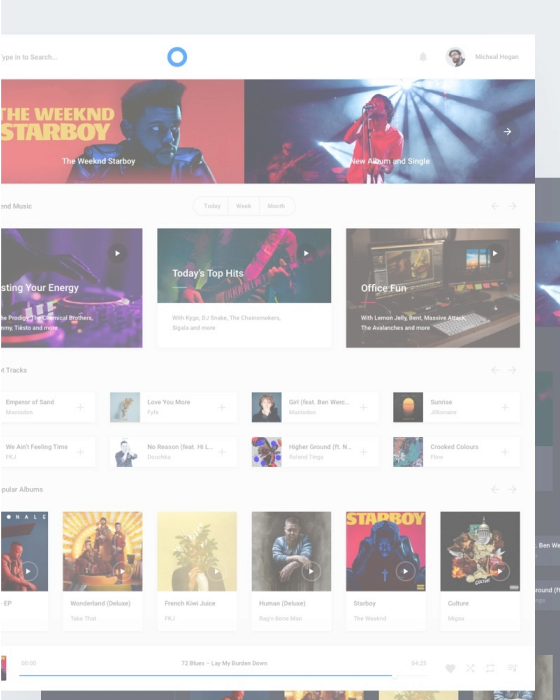 ype in to Search...
Micheal Hogan
THE WEEKND
STARBOY
The Weeknd Starboy
New Album and Single
end Music
Today
Week
Month
sting Your Energy
he Prodigy, The Chemical Brothers,
emy, Tiësto and more
Today's Top Hits
With Kygo, DJ Snake, The Chainsmokers,
Sigala and more
Office Fun
With Lemon Jelly, Bent, Massive Attack,
The Avalanches and more
t Tracks
Emperor of Sand
Mastodon
Love You More
Fyfe
Girl (feat. Ben Werc...
Mastodon
Sunrise
Jillionaire
We Ain't Feeling Time
FKJ
No Reason (feat. Hi L...
Higher Ground (ft. N...
Crooked Colours
Flow
pular Albums
ONALE
STARBOY
. Ben We
round (ft
EP
Wonderland (Deluxe)
Take That
French Kiwi Juice
FKJ
Human (Deluxe)
Rag'n Bone Man
Starboy
The Weeknd
Culture
Migos
00:00
72 Blues - Lay My Burden Down
04:25